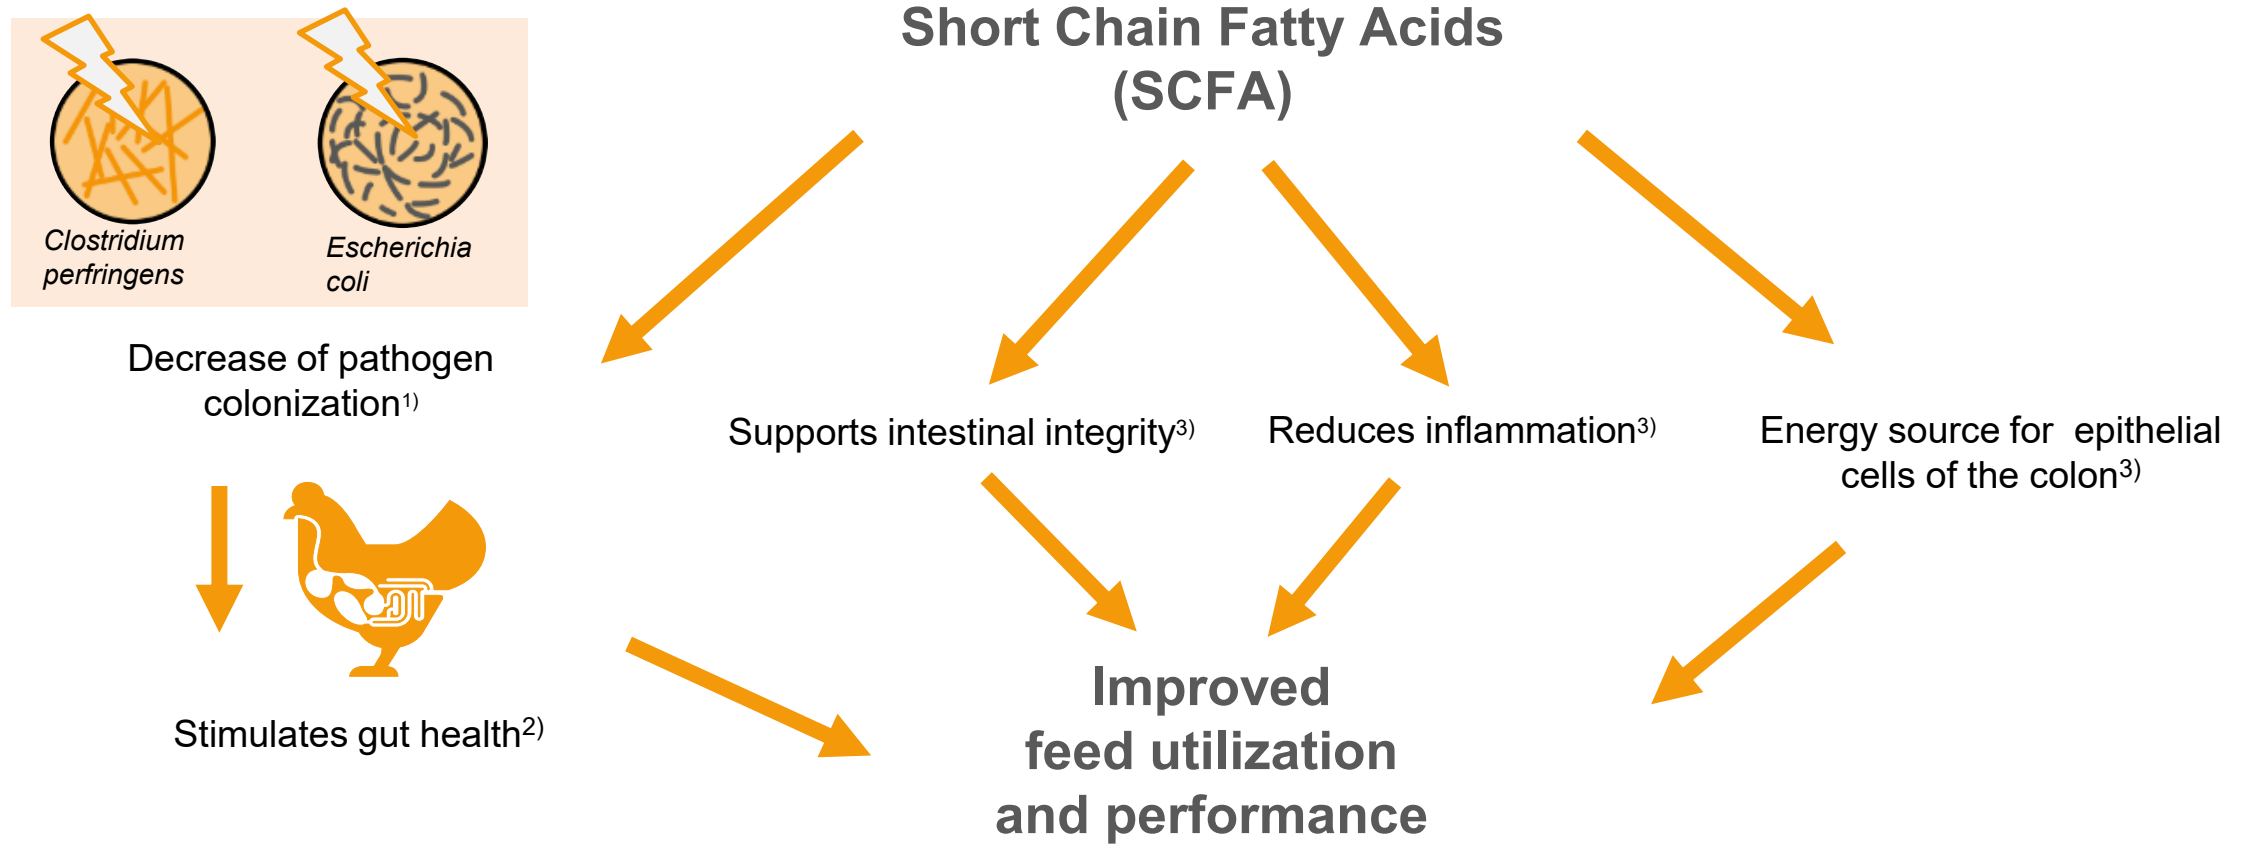 Short Chain Fatty Acids
(SCFA)
Clostridium
perfringens
Escherichia
coli
Decrease of pathogen
colonization1)
Supports intestinal integrity3)
Reduces inflammation3)
Energy source for  epithelial
cells of the colon3)
Stimulates gut health2)
Improved
feed utilization
and performance